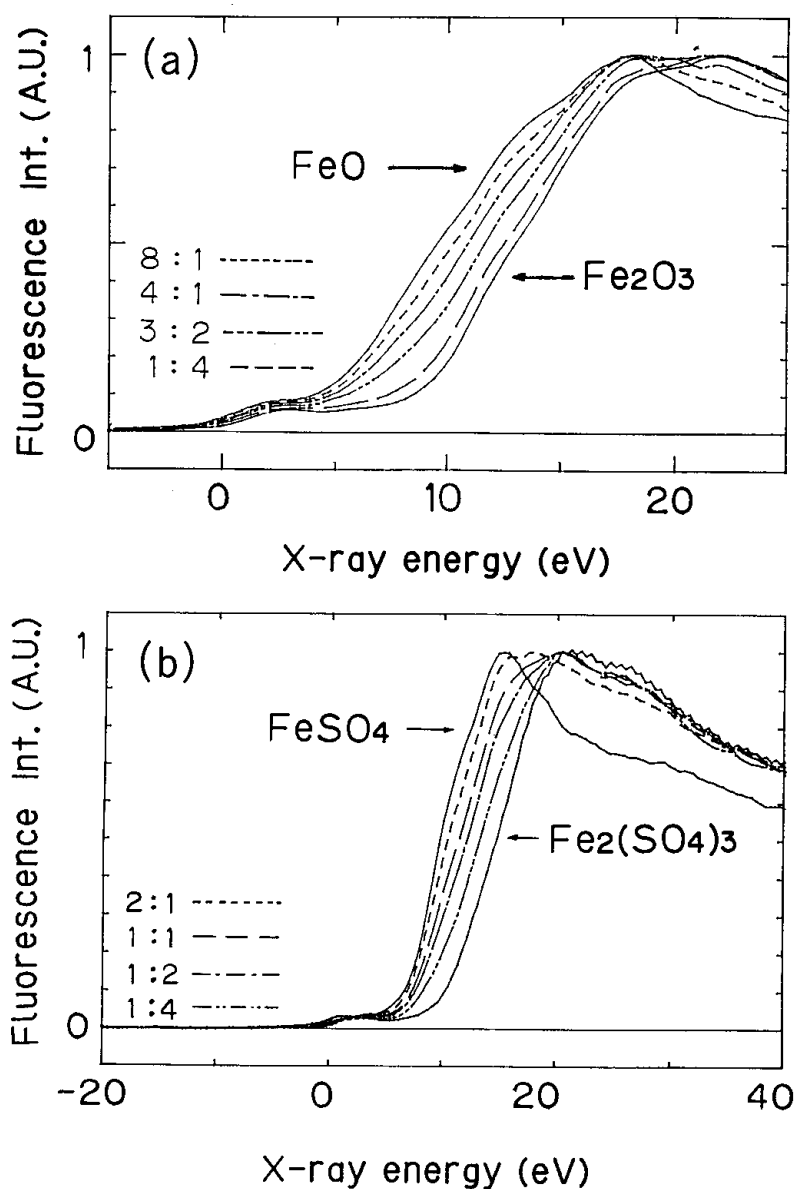 (a)
Fluorescence Int. (A.U.)
1
0
FeO
Fe2O3
8 : 1
4 : 1
3 : 2
1 : 4
0 10 20
X-ray energy (eV)
(b)
Fluorescence Int. (A.U.)
1
0
FeSO4
Fe2(SO4)3
2:1
1:1
1:2
1:4
-20 0 20 40
X-ray energy (eV)